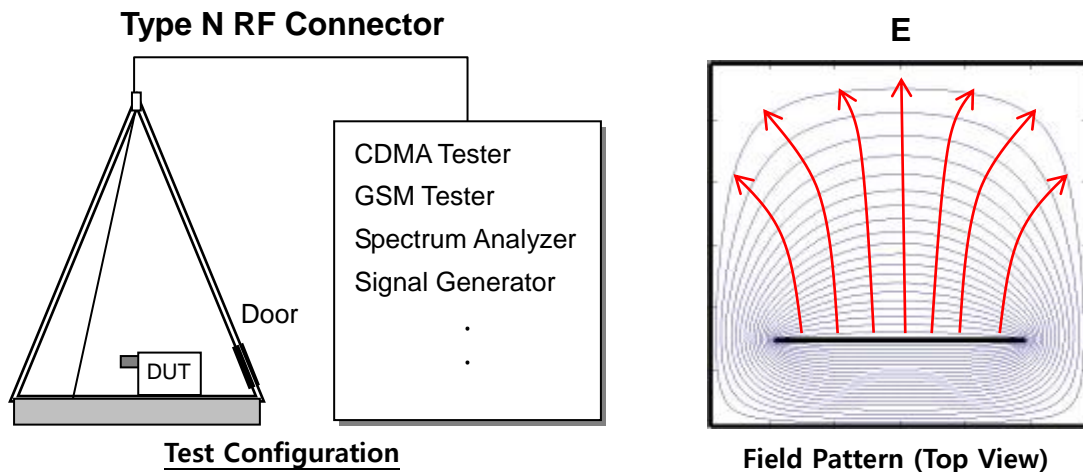 Type N RF Connector
CDMA Tester
GSM Tester
Spectrum Analyzer
Signal Generator
.
.
Door
DUT
Test Configuration
E
Field Pattern (Top View)